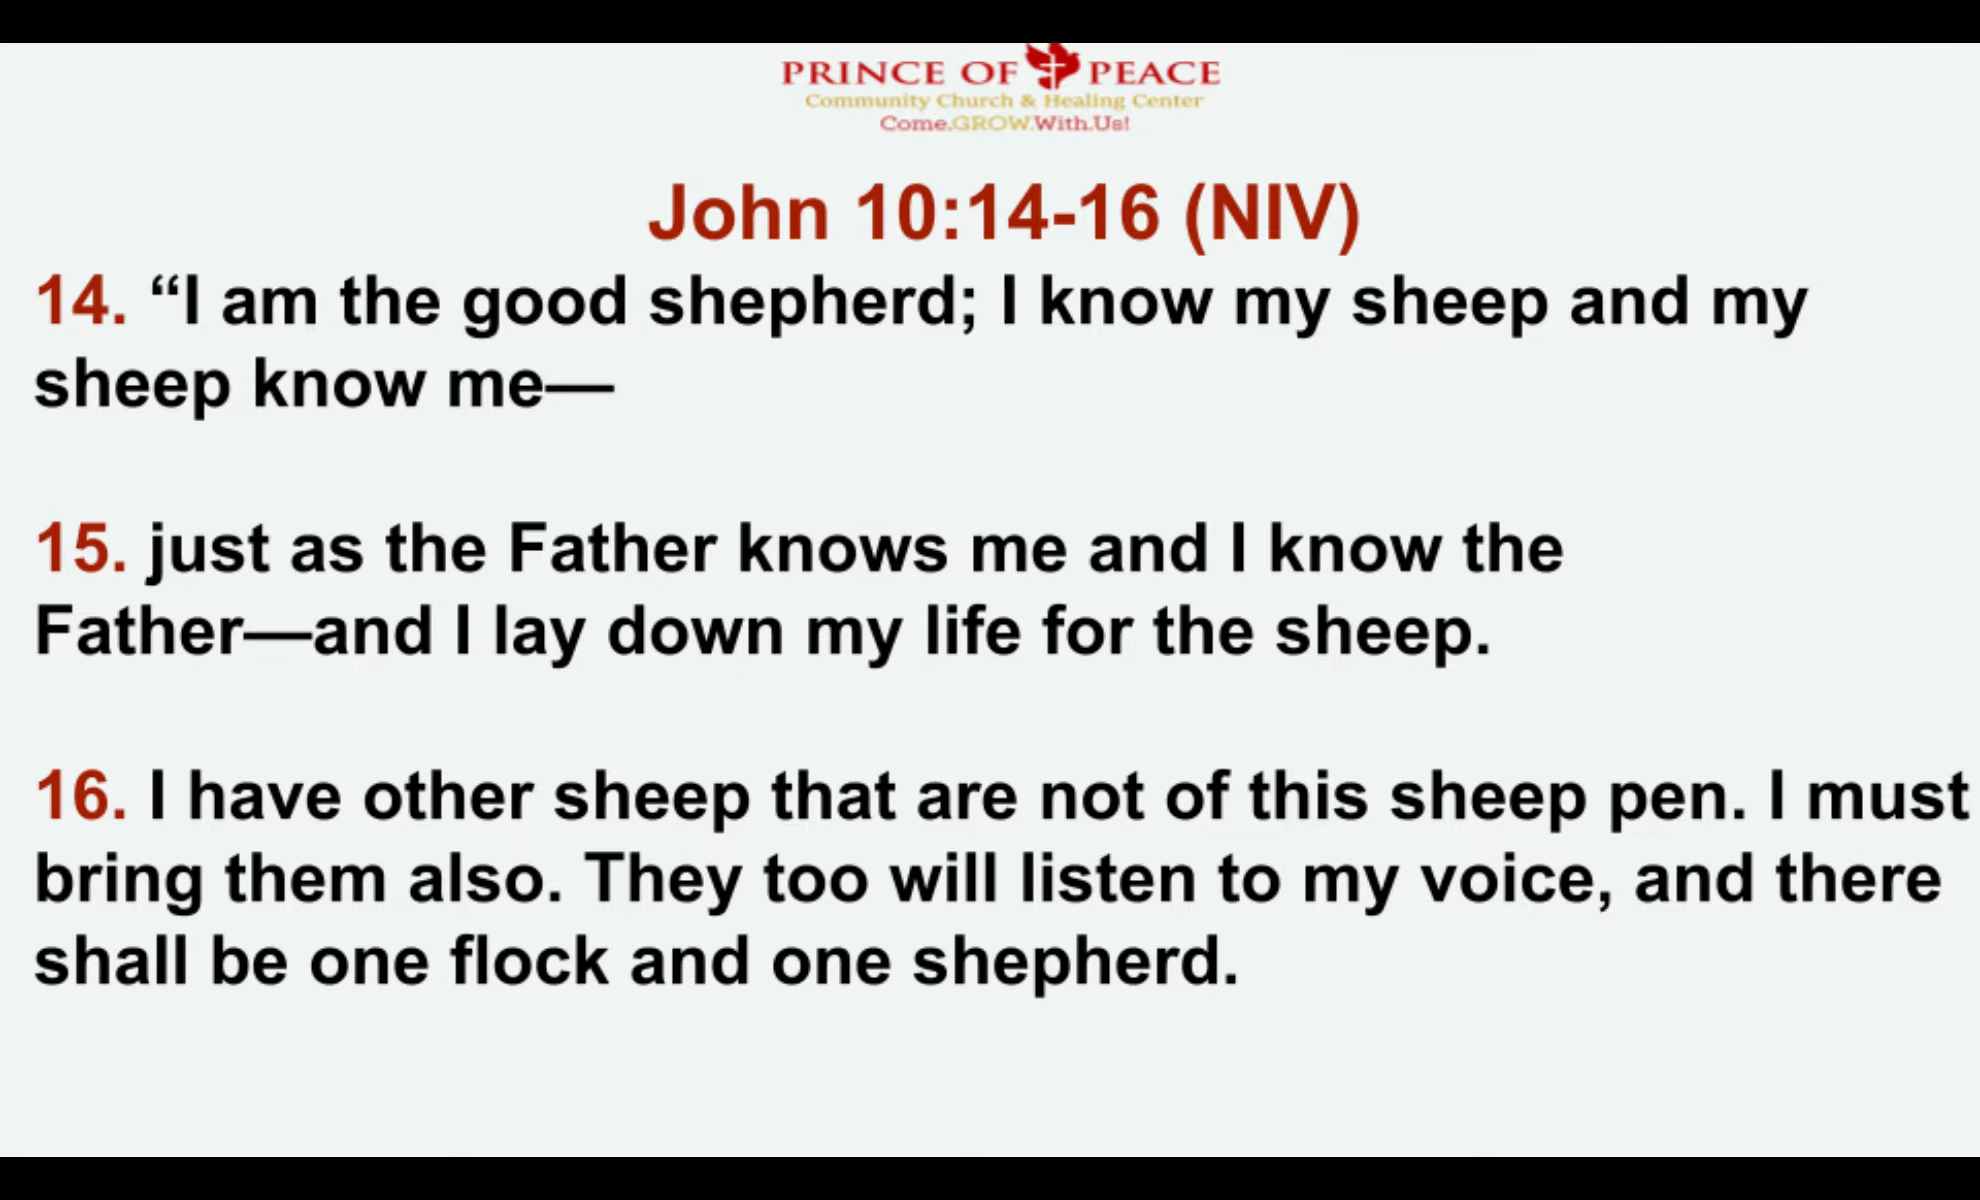 PRINCE OF PEACE
Community Church & Healing Center
Come.GROW.With.Us!
John 10:14-16 (NIV)
14. “I am the good shepherd; I know my sheep and my
sheep know me—
15. just as the Father knows me and I know the
Father—and I lay down my life for the sheep.
16. I have other sheep that are not of this sheep pen. I must
bring them also. They too will listen to my voice, and there
shall be one flock and one shepherd.